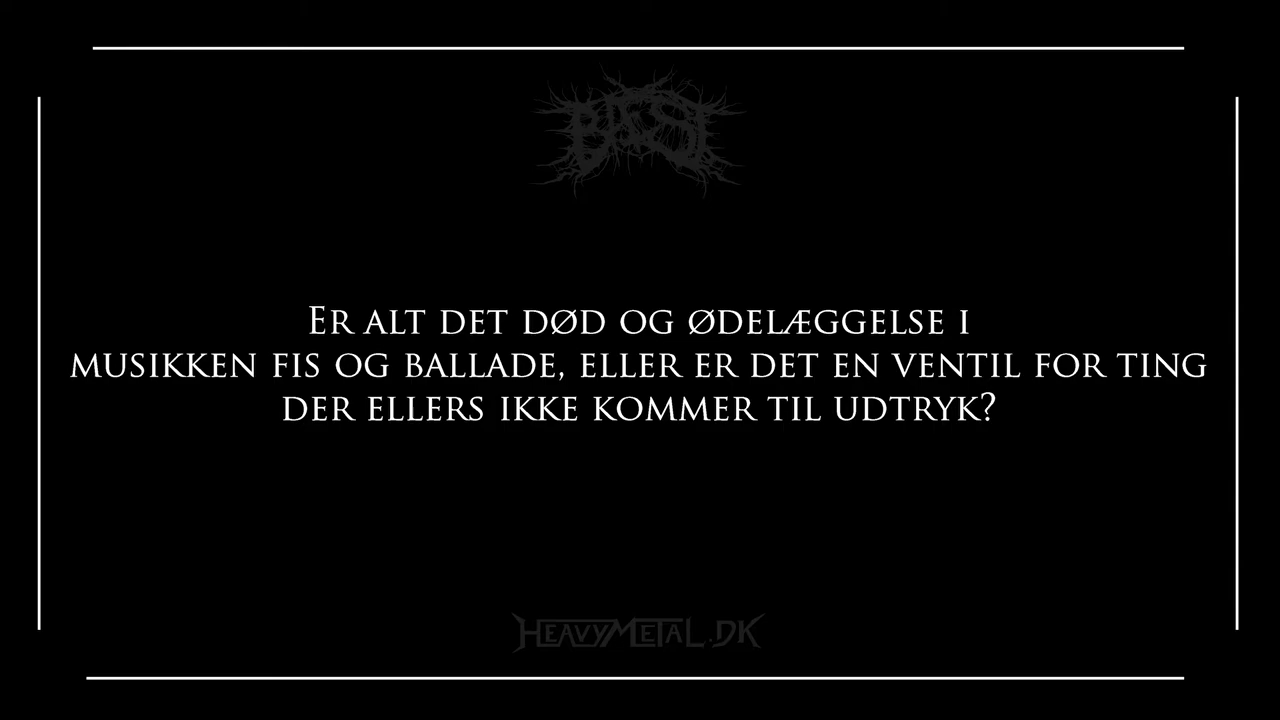 BAEST
Er alt det død og ødelæggelse i
musikken fis og ballade, eller er det en ventil for ting
der ellers ikke kommer til udtryk?
HeavyMetal.dk